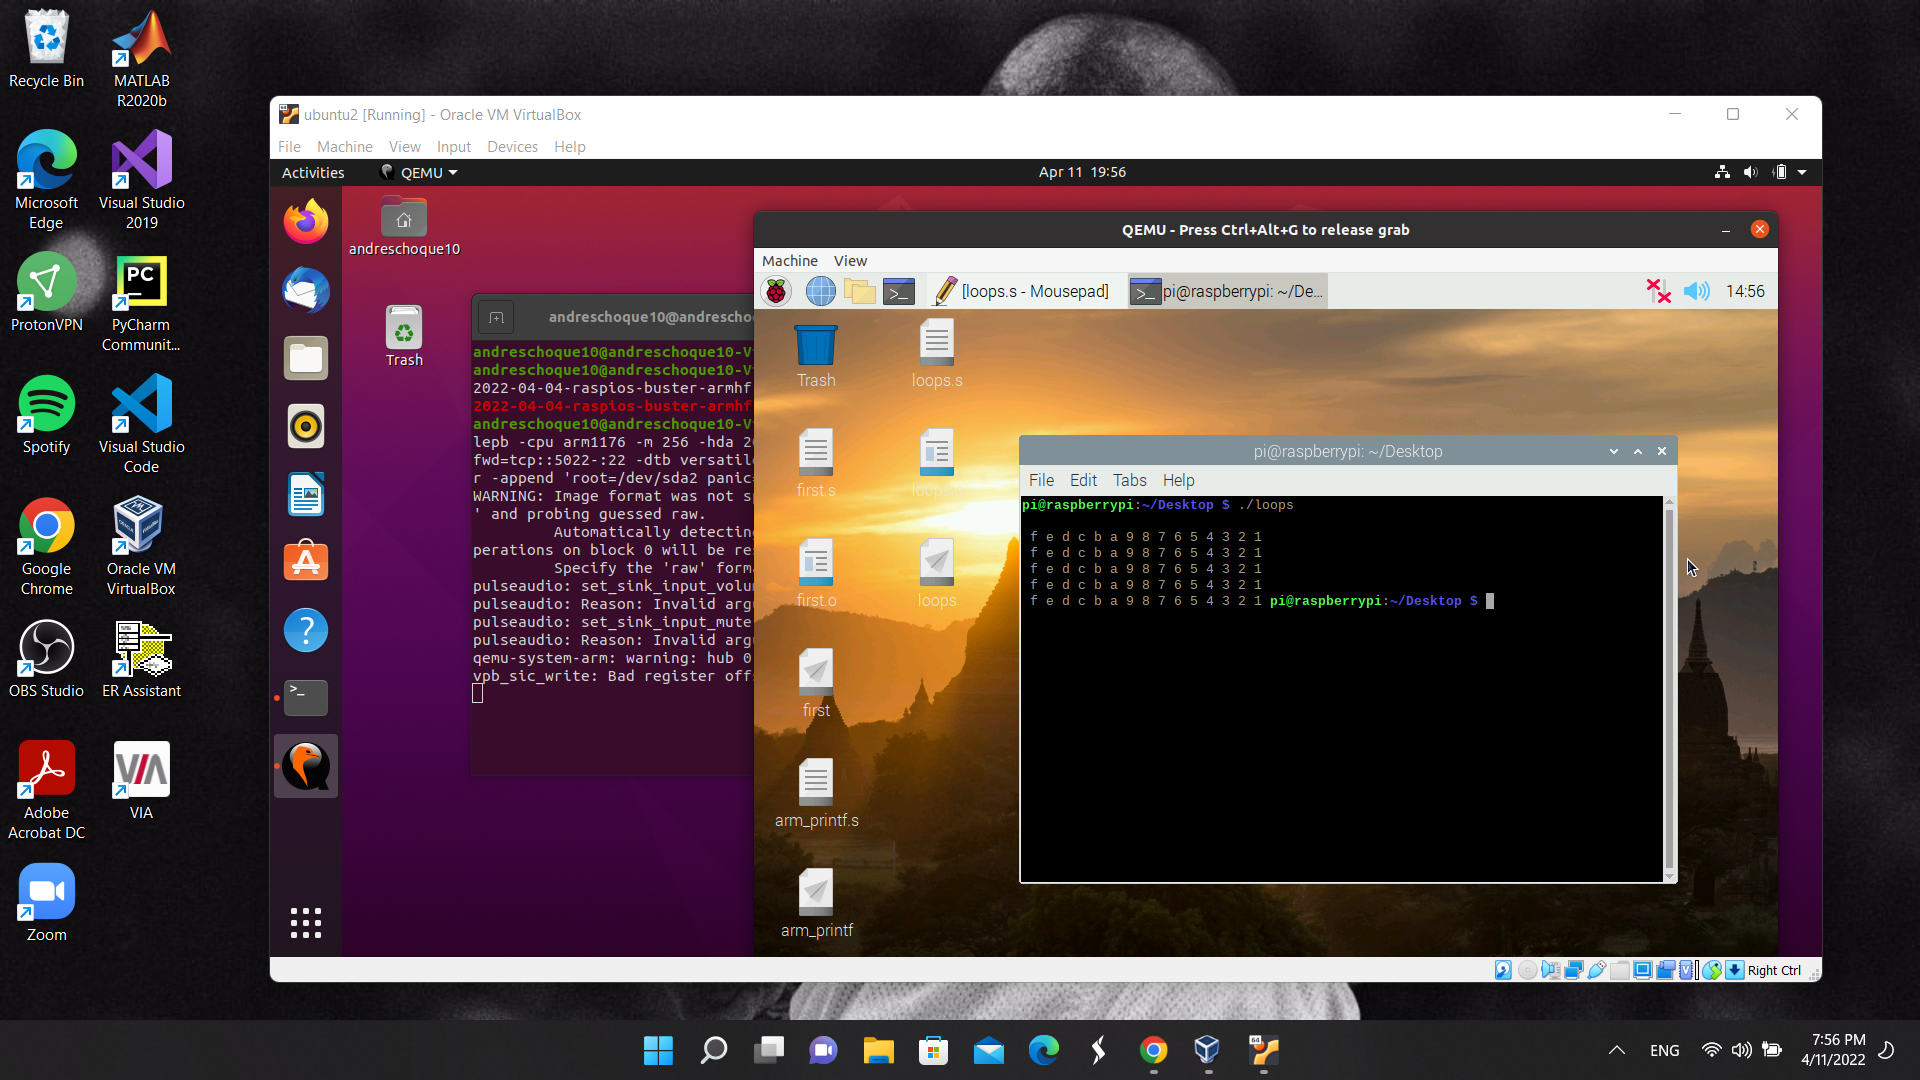 Recycle Bin
MATLAB
R2020b
Microsoft
Edge
Visual Studio
2019
ProtonVPN
PC
PyCharm
Communit...
Spotify
Visual Studio
Code
Google
Chrome
Oracle VM
VirtualBox
OBS Studio
ER Assistant
Adobe
Acrobat DC
VIA
VIA
Zoom
ubuntu2 [Running] - Oracle VM VirtualBox
File Machine View Input Devices Help
Activities QEMU Apr 11 19:56
andreschoque10
Trash
andreschoque10@andrescho
andreschoque10@andreschoque10-V
andreschoque10@andreschoque10-V
2022-04-04-raspios-buster-armhf
2022-04-04-raspios-buster-armhf
andreschoque10@andreschoque10-V
lepb -cpu arm1176 -m 256 -hda 2
fwd=tcp::5022-:22 -dtb versatil
r -append 'root=/dev/sda2 panic
WARNING: Image format was not sp
' and probing guessed raw.
Automatically detecting
perations on block 0 will be res
Specify the 'raw' forma
pulseaudio: set_sink_input_volu
pulseaudio: Reason: Invalid arg
pulseaudio: set_sink_input_mute
pulseaudio: Reason: Invalid arg
qemu-system-arm: warning: hub 0
vpb_sic_write: Bad register off
QEMU - Press Ctrl+Alt+G to release grab
Machine View
[loops.s - Mousepad] pi@raspberrypi: ~/De... 14:56
Trash
loops.s
first.s
first.o
loops
first
arm_printf.s
arm_printf
pi@raspberrypi: ~/Desktop
File Edit Tabs Help
pi@raspberrypi:~/Desktop $ ./loops
f e d c b a 9 8 7 6 5 4 3 2 1
f e d c b a 9 8 7 6 5 4 3 2 1
f e d c b a 9 8 7 6 5 4 3 2 1
f e d c b a 9 8 7 6 5 4 3 2 1
f e d c b a 9 8 7 6 5 4 3 2 1 pi@raspberrypi:~/Desktop $
Right Ctrl
64
ENG
7:56 PM
4/11/2022